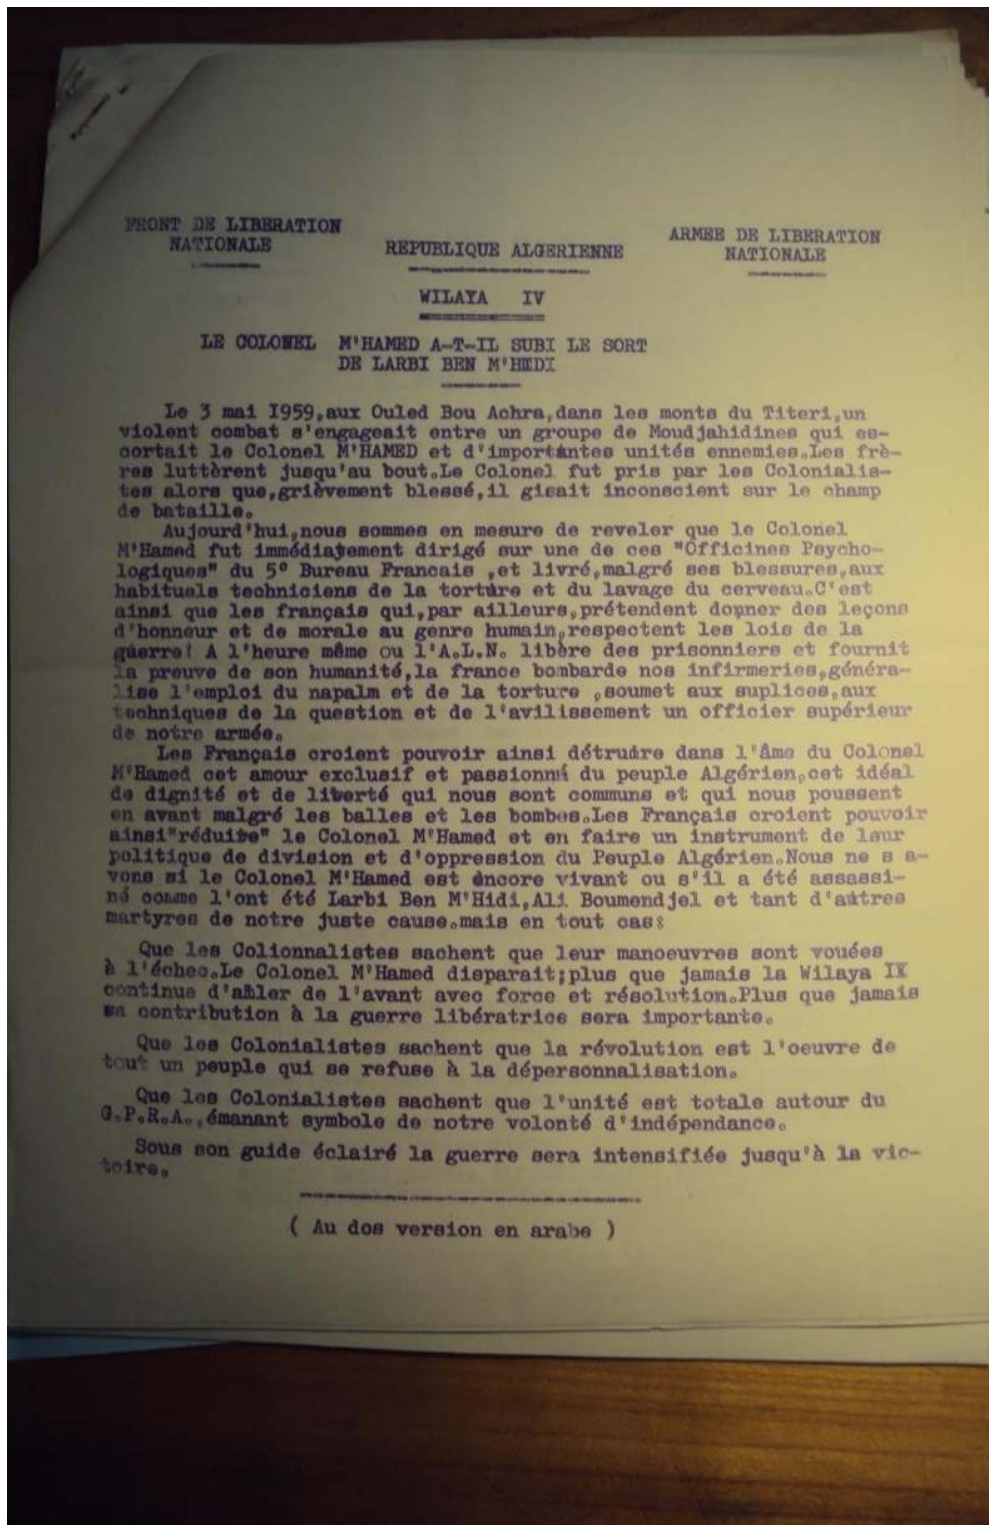 FRONT DE LIBERATION
NATIONALE
REPUBLIQUE ALGERIENNE
ARMEE DE LIBERATION
NATIONALE
WILAYA IV
LE COLONEL M'HAMED A-T-IL SUBI LE SORT
DE LARBI BEN M'HEDI
Le 3 mai I959,aux Ouled Bou Achra,dans les monts du Titeri,un
violent combat s'engageait entre un groupe de Moudjahidines qui es-
cortait le Colonel M'HAMED et d'importantes unités ennemies.Les frè-
res luttèrent jusqu'au bout.Le Colonel fut pris par les Colonialis-
tes alors que,grièvement blessé,il gisait inconscient sur le champ
de bataille.
Aujourd'hui,nous sommes en mesure de reveler que le Colonel
M'Hamed fut immédiatement dirigé sur une de ces "Officines Psycho-
logiques" du 5° Bureau Francais ,et livré,malgré ses blessures,aux
habituels techniciens de la torture et du lavage du cerveau.C'est
ainsi que les français qui,par ailleurs,prétendent donner des leçons
d'honneur et de morale au genre humain,respectent les lois de la
guerre! A l'heure même ou l'A.L.N. libère des prisonniers et fournit
la preuve de son humanité,la france bombarde nos infirmeries,généra-
lise l'emploi du napalm et de la torture ,soumet aux suplices,aux
techniques de la question et de l'avilissement un officier supérieur
de notre armée.
Les Français croient pouvoir ainsi détruire dans l'Âme du Colonel
M'Hamed cet amour exclusif et passionné du peuple Algérien,cet idéal
de dignité et de liberté qui nous sont communs et qui nous poussent
en avant malgré les balles et les bombes.Les Français croient pouvoir
ainsi"réduire" le Colonel M'Hamed et en faire un instrument de leur
politique de division et d'oppression du Peuple Algérien.Nous ne s a-
vons si le Colonel M'Hamed est encore vivant ou s'il a été assassi-
né comme l'ont été Larbi Ben M'Hidi,Ali Boumendjel et tant d'autres
martyres de notre juste cause.mais en tout cas:
Que les Colionnalistes sachent que leur manoeuvres sont vouées
à l'échec.Le Colonel M'Hamed disparait;plus que jamais la Wilaya IV
continue d'aller de l'avant avec force et résolution.Plus que jamais
sa contribution à la guerre libératrice sera importante.
Que les Colonialistes sachent que la révolution est l'oeuvre de
tout un peuple qui se refuse à la dépersonnalisation.
Que les Colonialistes sachent que l'unité est totale autour du
G.P.R.A.,émanant symbole de notre volonté d'indépendance.
Sous son guide éclairé la guerre sera intensifiée jusqu'à la vic-
toire.
( Au dos version en arabe )